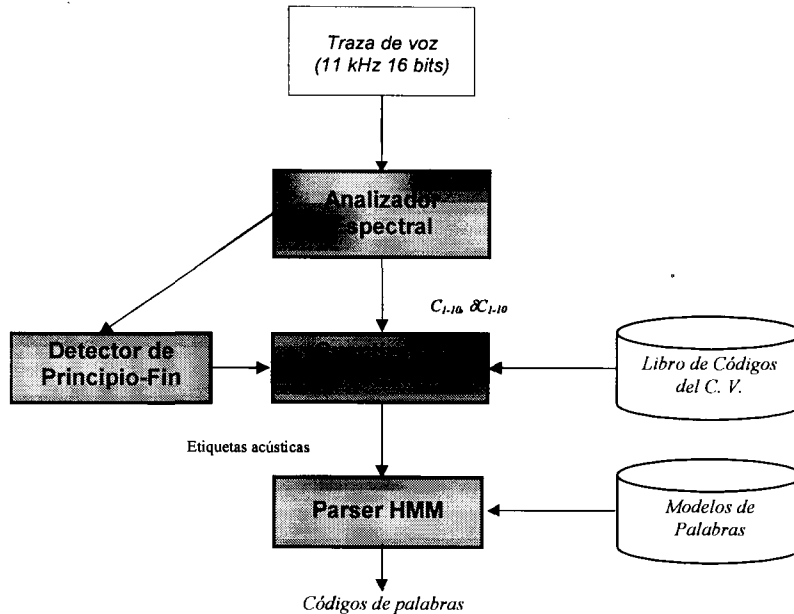 Traza de voz
(11 kHz 16 bits)
Analizador
spectral
C1-10, δC1-10
Detector de
Principio-Fin
Libro de Códigos
del C. V.
Etiquetas acústicas
Parser HMM
Modelos de
Palabras
Códigos de palabras